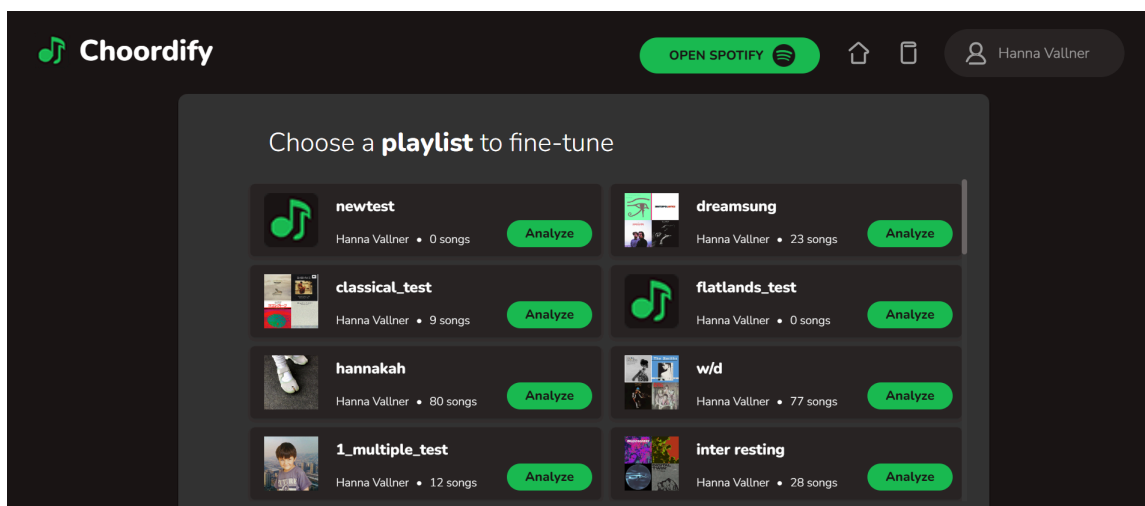 Choordify
OPEN SPOTIFY
Hanna Vallner
Choose a playlist to fine-tune
newtest
Hanna Vallner • 0 songs
Analyze
dreamsung
Hanna Vallner • 23 songs
Analyze
classical_test
Hanna Vallner • 9 songs
Analyze
flatlands_test
Hanna Vallner • 0 songs
Analyze
hannakah
Hanna Vallner • 80 songs
Analyze
w/d
Hanna Vallner • 77 songs
Analyze
1_multiple_test
Hanna Vallner • 12 songs
Analyze
inter resting
Hanna Vallner • 28 songs
Analyze